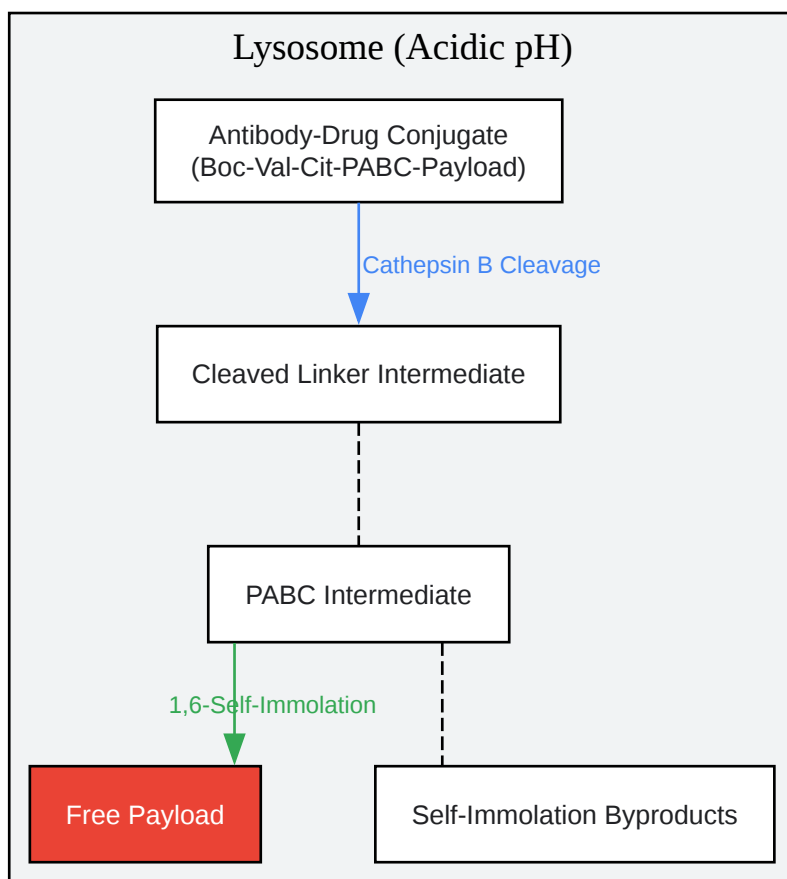 Lysosome (Acidic pH)
Antibody-Drug Conjugate
(Boc-Val-Cit-PABC-Payload)
Cathepsin B Cleavage
Cleaved Linker Intermediate
PABC Intermediate
1,6-Self-Immolation
Free Payload
Self-Immolation Byproducts